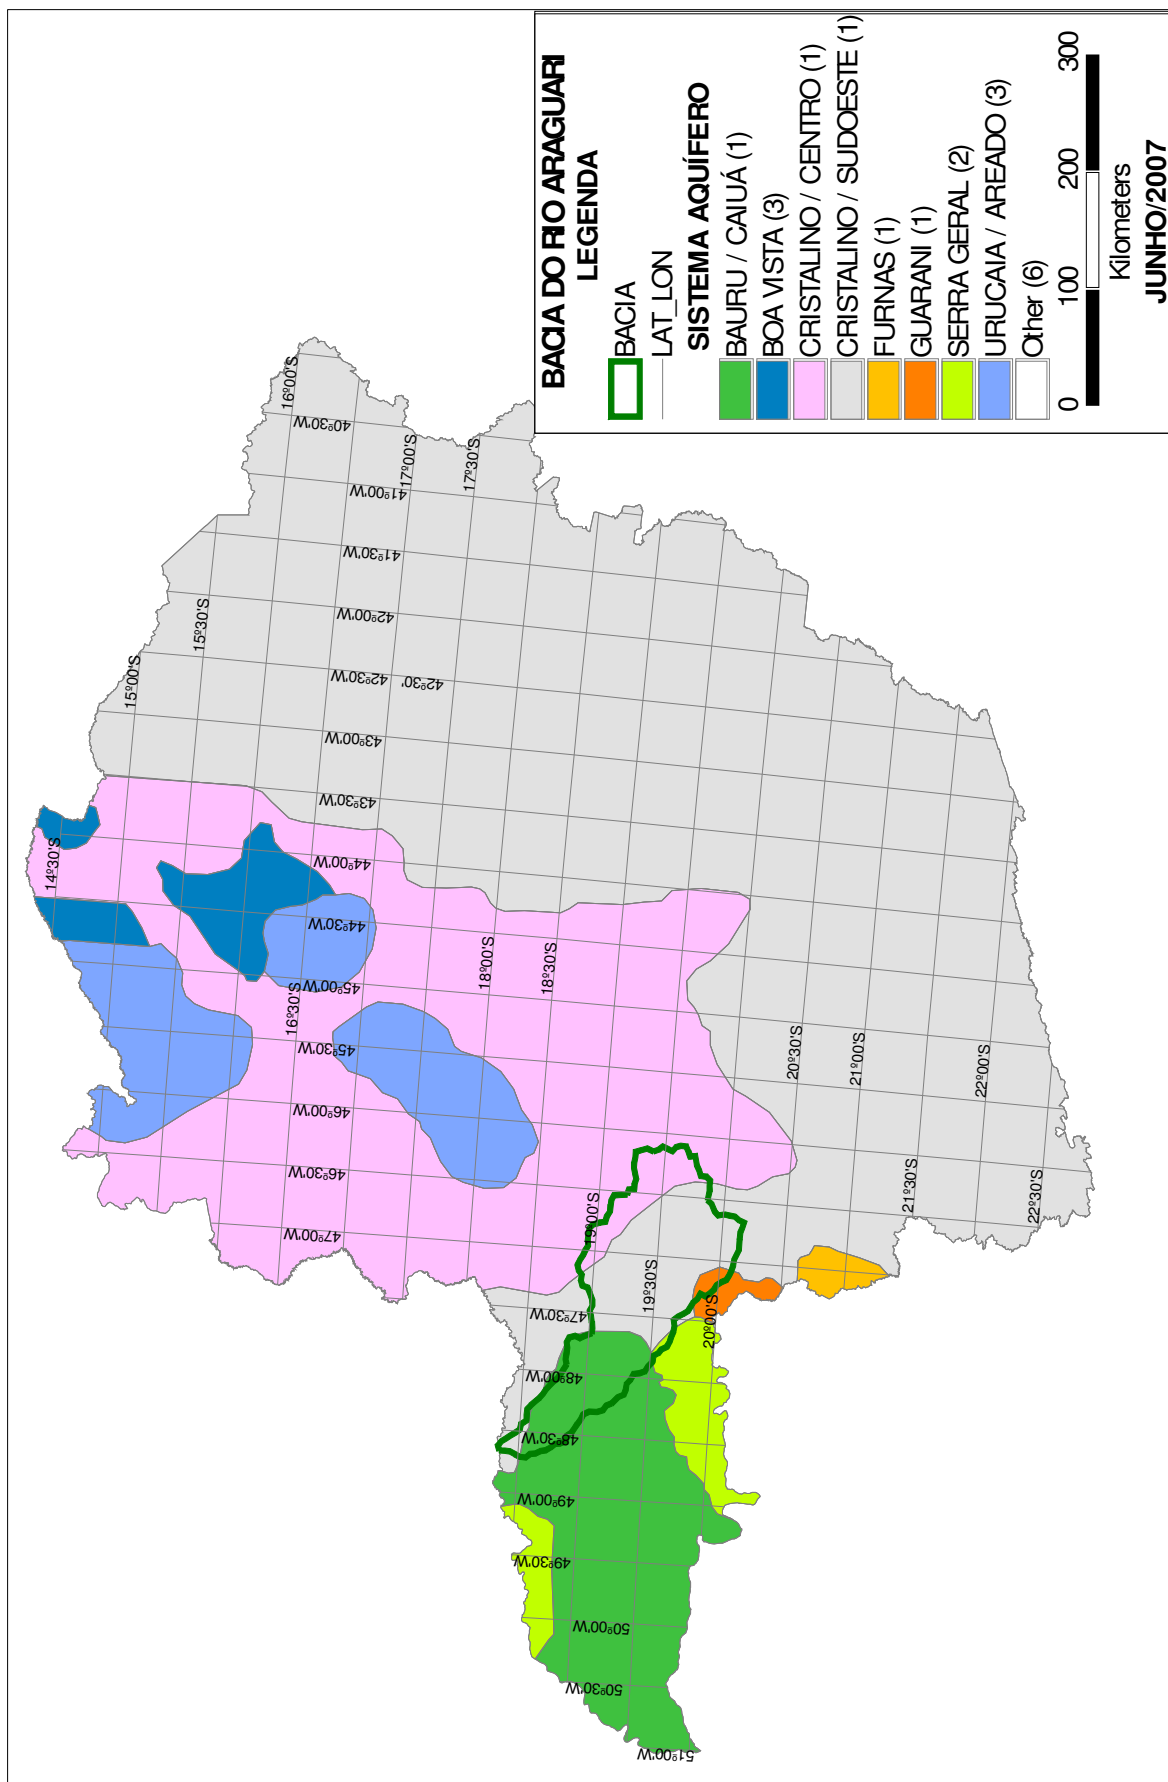 BACIA DO RIO ARAGUARI
LEGENDA
BACIA
LAT_LON
SISTEMA AQUÍFERO
BAURU / CAIUÁ (1)
BOA VISTA (3)
CRISTALINO / CENTRO (1)
CRISTALINO / SUDOESTE (1)
FURNAS (1)
GUARANI (1)
SERRA GERAL (2)
URUCAIA / AREADO (3)
Other (6)
0 100 200 300
Kilometers
JUNHO/2007
14º30'S
15º00'S
15º30'S
16º00'S
16º30'S
17º00'S
17º30'S
18º00'S
18º30'S
19º00'S
19º30'S
20º00'S
20º30'S
21º00'S
21º30'S
22º00'S
22º30'S
40º30'W
41º00'W
41º30'W
42º00'W
42º30'W
42º30'
43º00'W
43º30'W
44º00'W
44º30'W
45º00'W
45º30'W
46º00'W
46º30'W
47º00'W
47º30'W
48º00'W
48º30'W
49º00'W
49º30'W
50º00'W
50º30'W
51º00'W